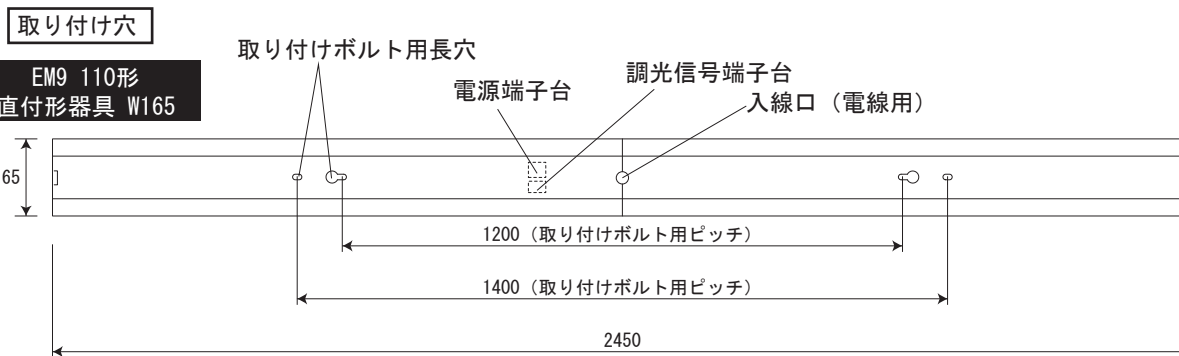 取り付け穴
EM9 110形
直付形器具 W165
取り付けボルト用長穴
電源端子台
調光信号端子台
入線口（電線用）
65
1200（取り付けボルト用ピッチ）
1400（取り付けボルト用ピッチ）
2450